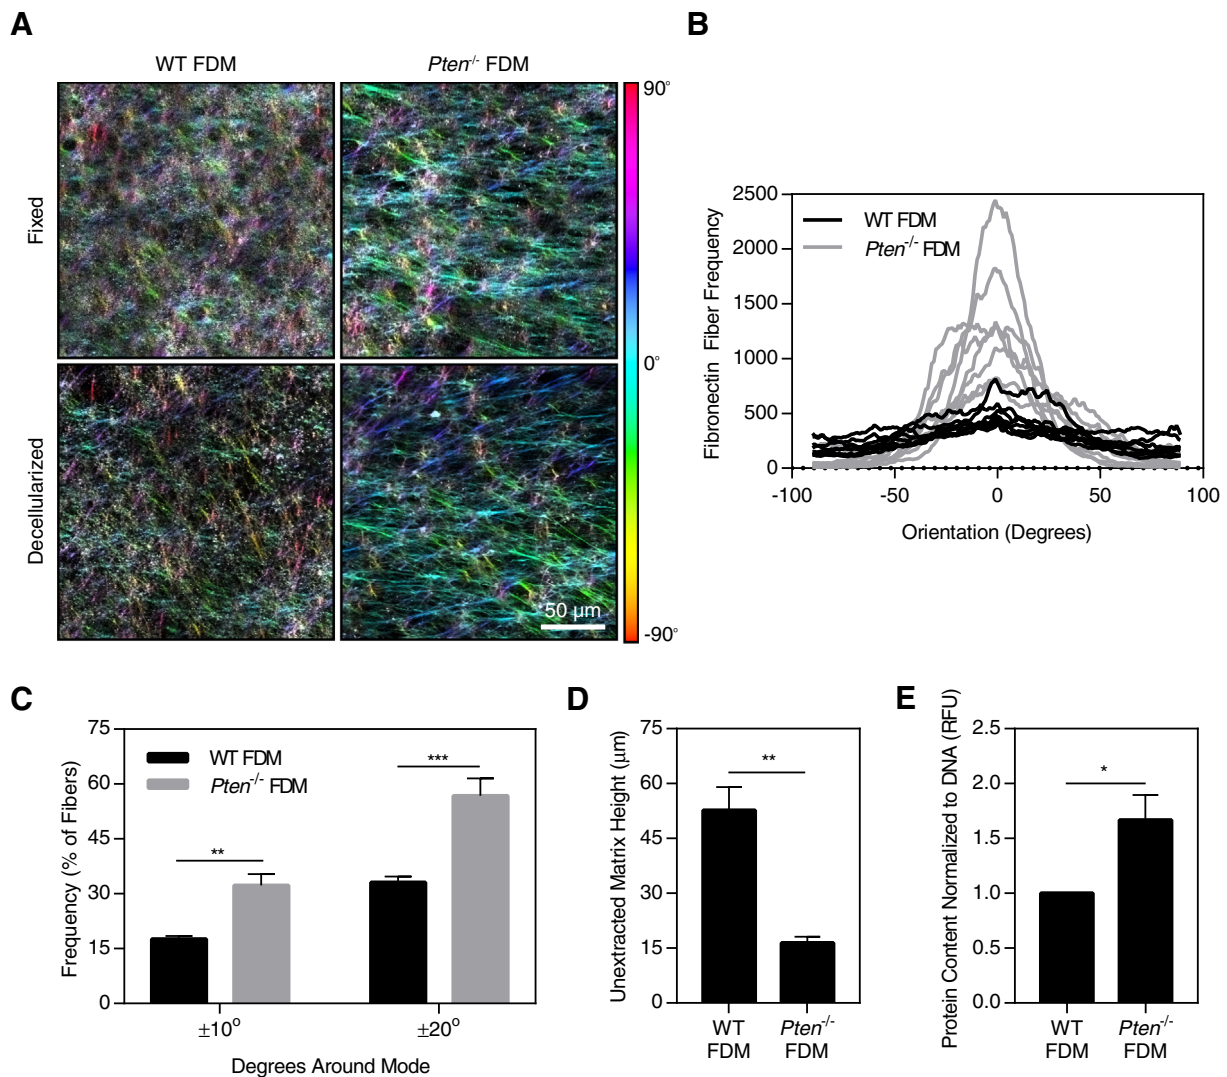 A
WT FDM
Pten-/- FDM
Fixed
Decellularized
90°
0°
-90°
50 µm
B
Fibronectin Fiber Frequency
2500
2000
1500
1000
500
0
WT FDM
Pten-/- FDM
-100
-50
0
50
100
Orientation (Degrees)
C
Frequency (% of Fibers)
75
60
45
30
15
0
WT FDM
Pten-/- FDM
**
***
±10°
±20°
Degrees Around Mode
D
Unextracted Matrix Height (µm)
75
60
45
30
15
0
**
WT
FDM
Pten-/-
FDM
E
Protein Content Normalized to DNA (RFU)
2.5
2.0
1.5
1.0
0.5
0.0
*
WT
FDM
Pten-/-
FDM